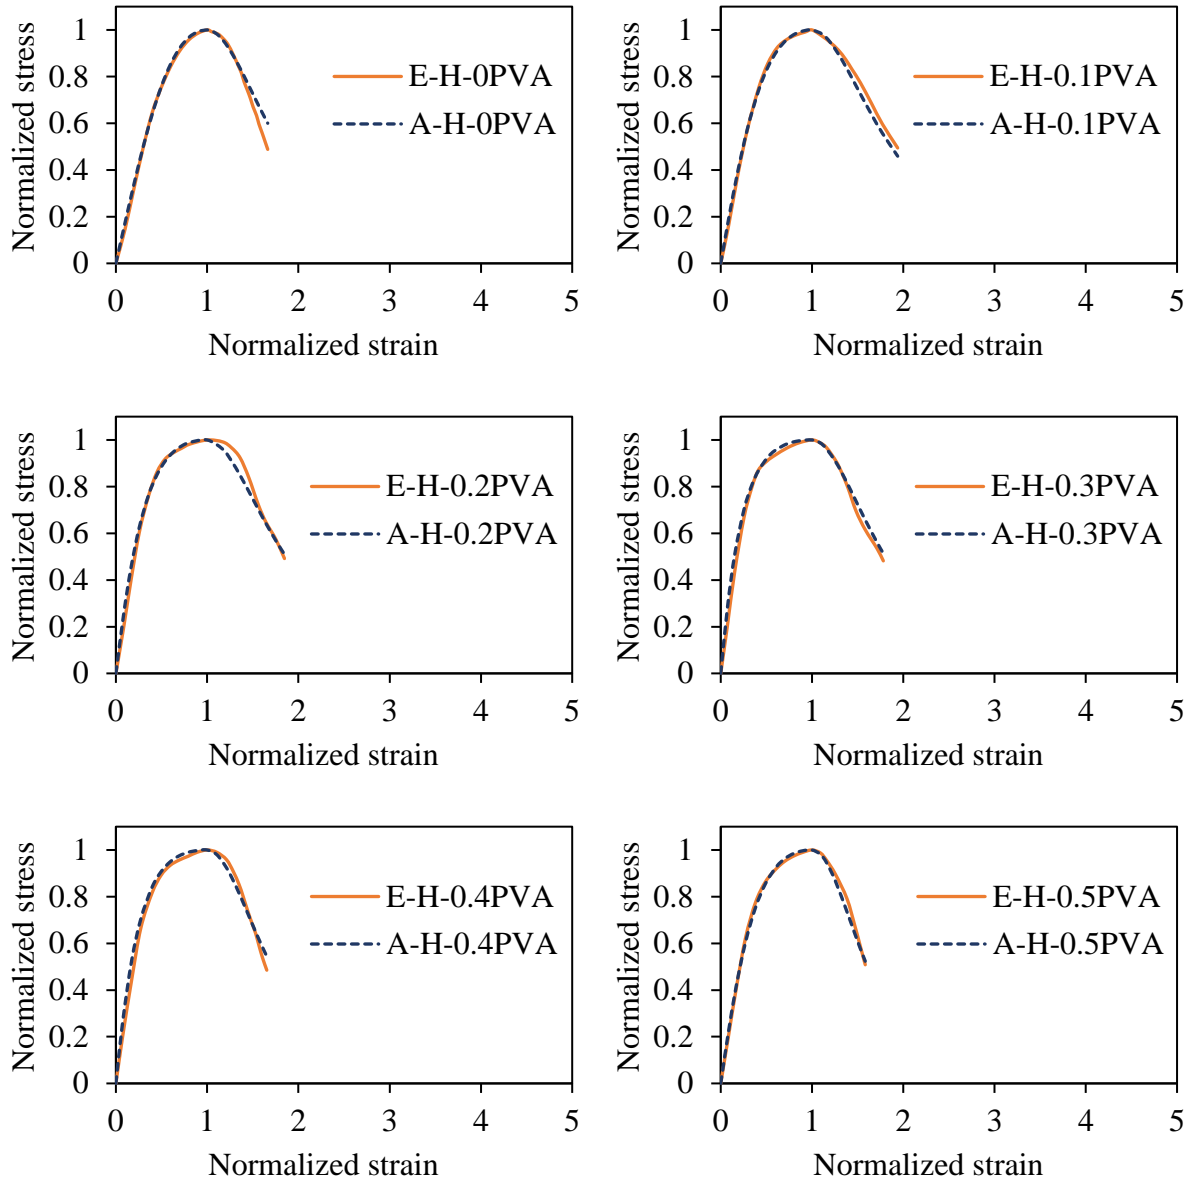 Normalized stress
1
0.8
0.6
0.4
0.2
0
E-H-0PVA
A-H-0PVA
0 1 2 3 4 5
Normalized strain
Normalized stress
1
0.8
0.6
0.4
0.2
0
E-H-0.1PVA
A-H-0.1PVA
0 1 2 3 4 5
Normalized strain
Normalized stress
1
0.8
0.6
0.4
0.2
0
E-H-0.2PVA
A-H-0.2PVA
0 1 2 3 4 5
Normalized strain
Normalized stress
1
0.8
0.6
0.4
0.2
0
E-H-0.3PVA
A-H-0.3PVA
0 1 2 3 4 5
Normalized strain
Normalized stress
1
0.8
0.6
0.4
0.2
0
E-H-0.4PVA
A-H-0.4PVA
0 1 2 3 4 5
Normalized strain
Normalized stress
1
0.8
0.6
0.4
0.2
0
E-H-0.5PVA
A-H-0.5PVA
0 1 2 3 4 5
Normalized strain